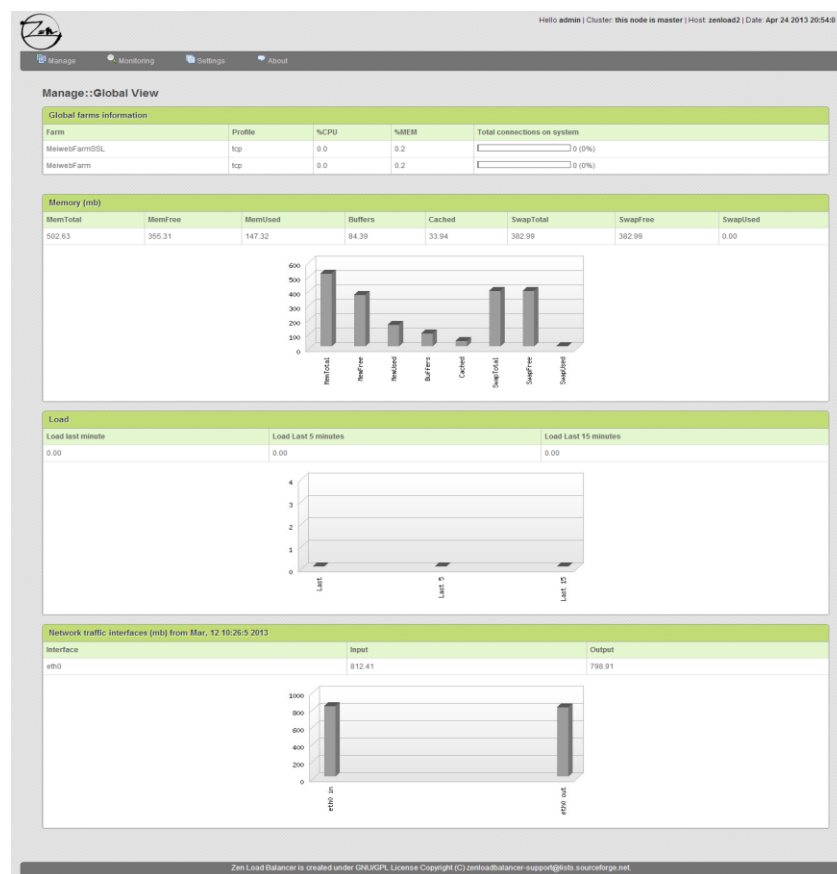 Zen
Hello admin | Cluster: this node is master | Host: zenload2 | Date: Apr 24 2013 20:54:0
Manage Monitoring Settings About
Manage::Global View
Global farms information
Farm Profile %CPU %MEM Total connections on system
MeiwebFarmSSL tcp 0.0 0.2 0 (0%)
MeiwebFarm tcp 0.0 0.2 0 (0%)
Memory (mb)
MemTotal MemFree MemUsed Buffers Cached SwapTotal SwapFree SwapUsed
502.63 355.31 147.32 84.39 33.94 382.99 382.99 0.00
600
500
400
300
200
100
0
MemTotal MemFree MemUsed Buffers Cached SwapTotal SwapFree SwapUsed
Load
Load last minute Load Last 5 minutes Load Last 15 minutes
0.00 0.00 0.00
4
3
2
1
0
Last Last 5 Last 15
Network traffic interfaces (mb) from Mar, 12 10:26:5 2013
Interface Input Output
eth0 812.41 798.91
1000
800
600
400
200
0
eth0 in eth0 out
Zen Load Balancer is created under GNU/GPL License Copyright (C) zenloadbalancer-support@lists.sourceforge.net.